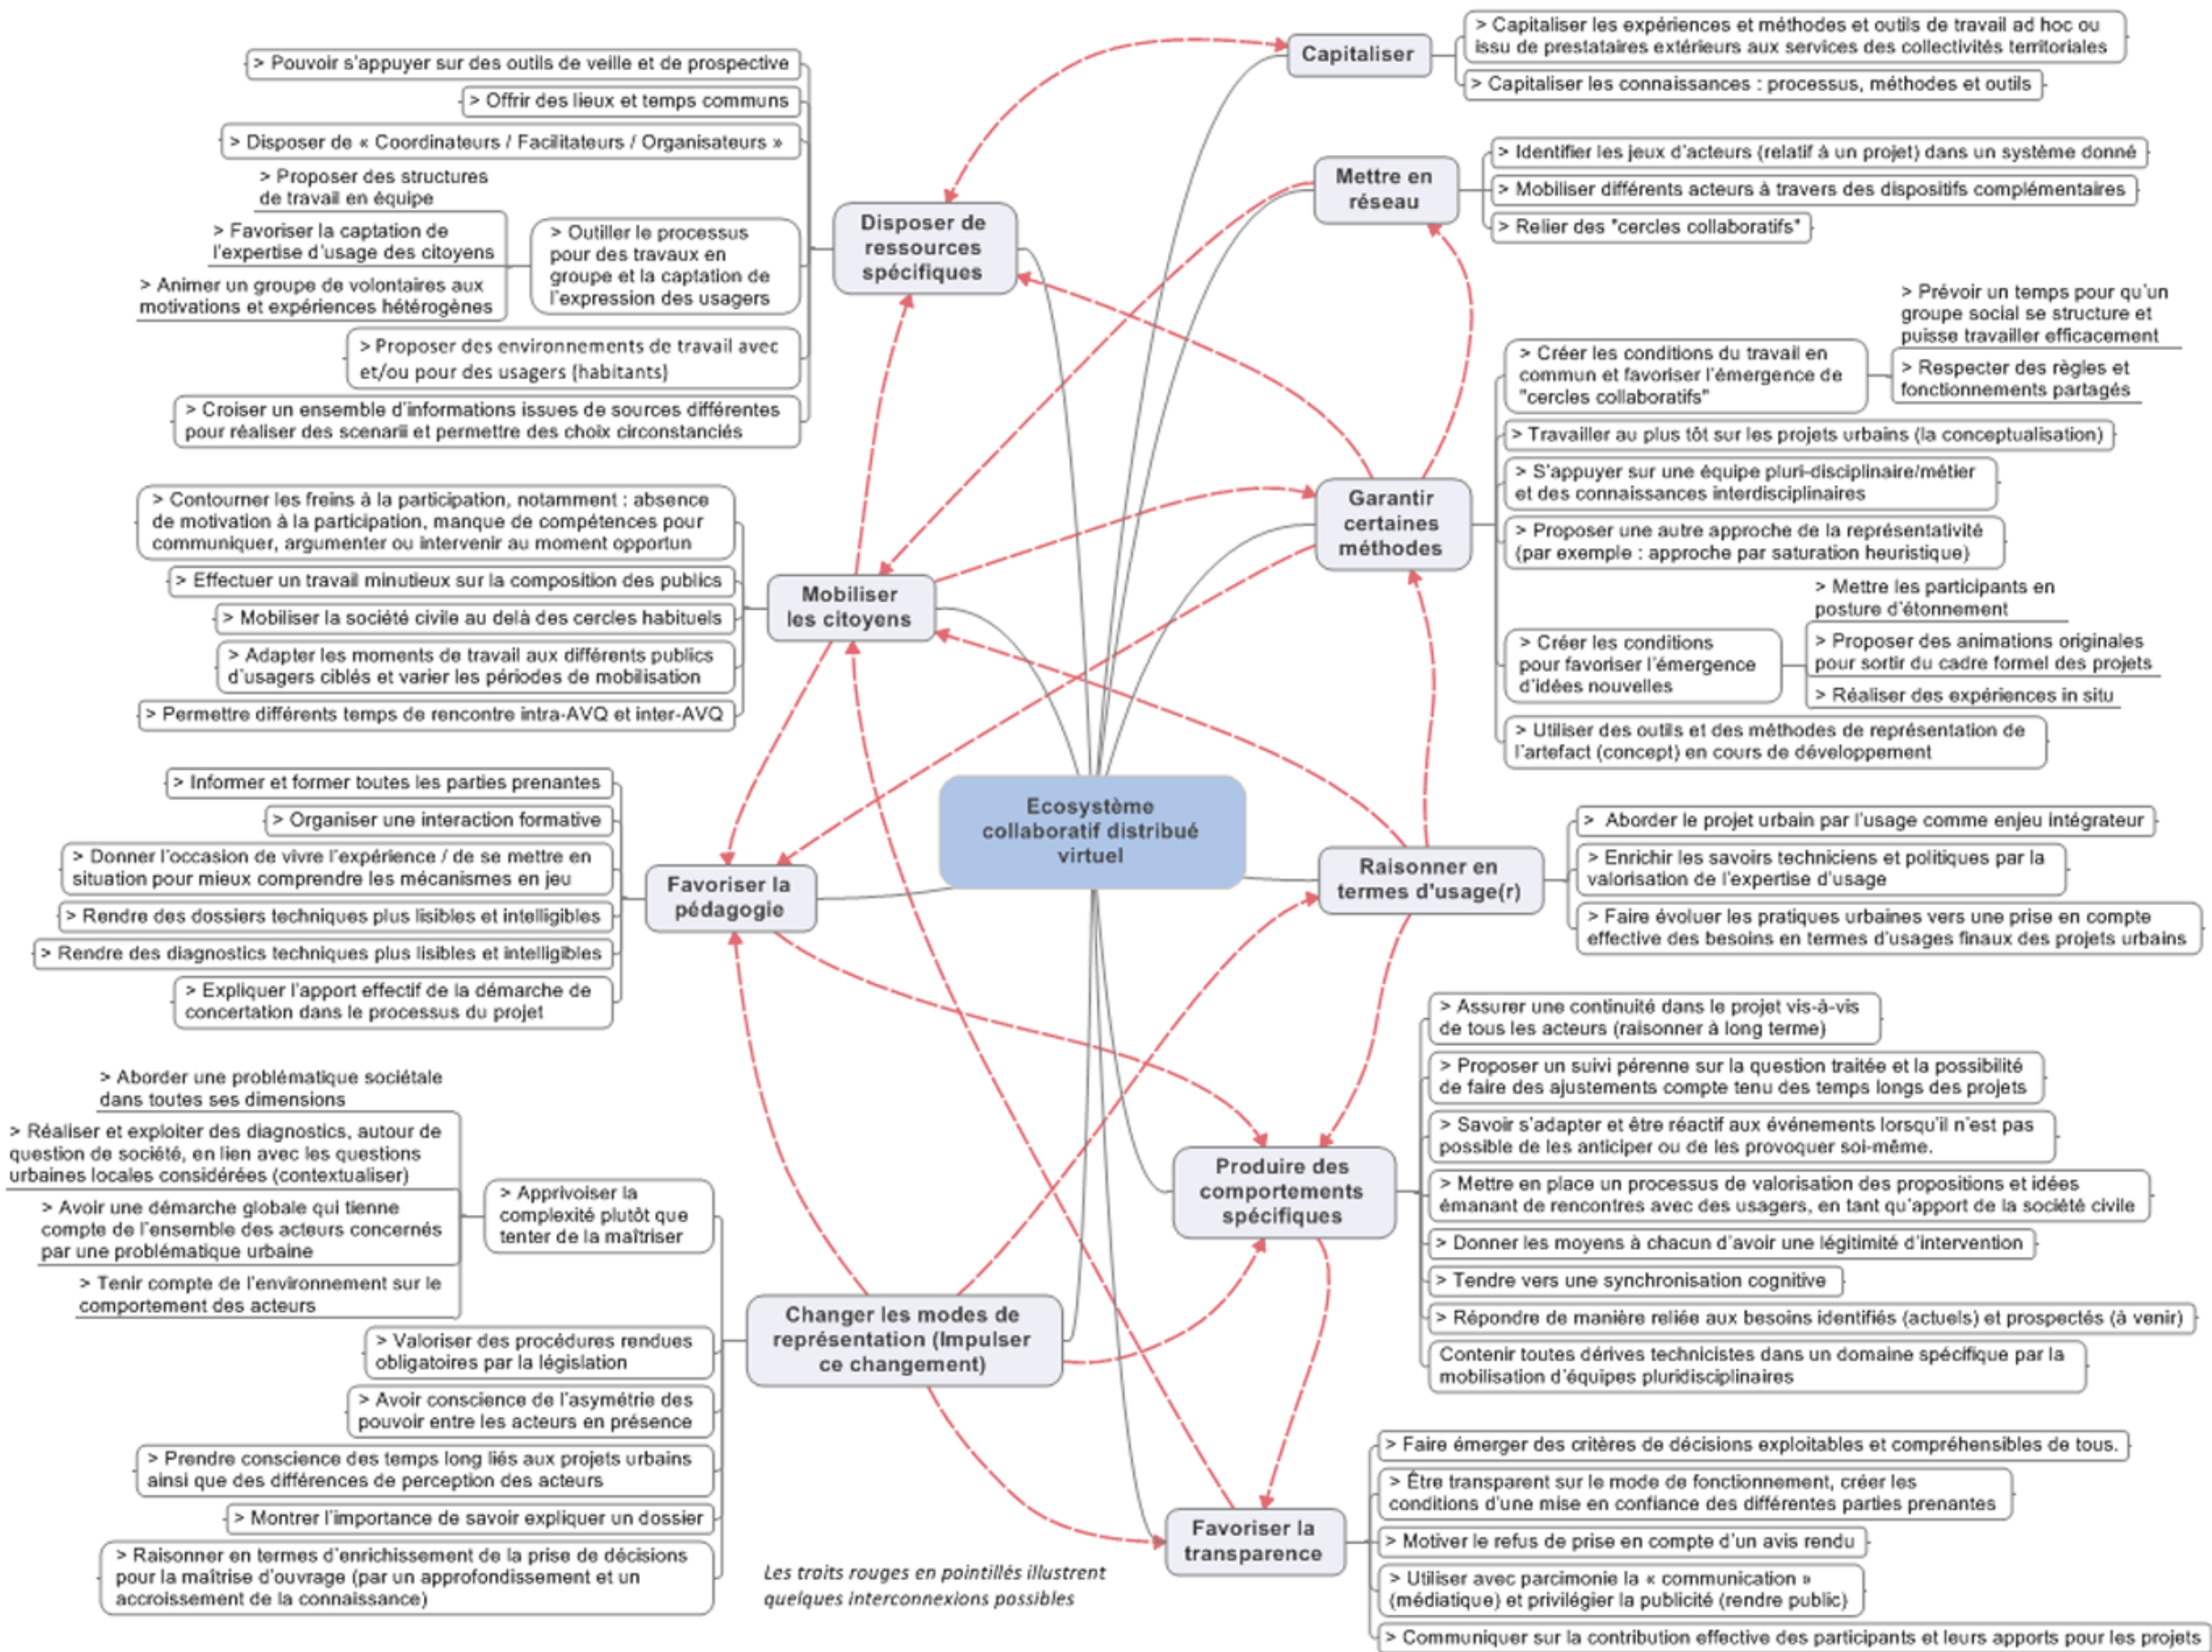 Ecosystème
collaboratif distribué
virtuel
Capitaliser
> Capitaliser les expériences et méthodes et outils de travail ad hoc ou
issu de prestataires extérieurs aux services des collectivités territoriales
> Capitaliser les connaissances : processus, méthodes et outils
Mettre en
réseau
> Identifier les jeux d'acteurs (relatif à un projet) dans un système donné
> Mobiliser différents acteurs à travers des dispositifs complémentaires
> Relier des "cercles collaboratifs"
Garantir
certaines
méthodes
> Créer les conditions du travail en
commun et favoriser l'émergence de
"cercles collaboratifs"
> Prévoir un temps pour qu'un
groupe social se structure et
puisse travailler efficacement
> Respecter des règles et
fonctionnements partagés
> Travailler au plus tôt sur les projets urbains (la conceptualisation)
> S'appuyer sur une équipe pluri-disciplinaire/métier
et des connaissances interdisciplinaires
> Proposer une autre approche de la représentativité
(par exemple : approche par saturation heuristique)
> Créer les conditions
pour favoriser l'émergence
d'idées nouvelles
> Mettre les participants en
posture d'étonnement
> Proposer des animations originales
pour sortir du cadre formel des projets
> Réaliser des expériences in situ
> Utiliser des outils et des méthodes de représentation de
l'artefact (concept) en cours de développement
Raisonner en
termes d'usage(r)
> Aborder le projet urbain par l'usage comme enjeu intégrateur
> Enrichir les savoirs techniciens et politiques par la
valorisation de l'expertise d'usage
> Faire évoluer les pratiques urbaines vers une prise en compte
effective des besoins en termes d'usages finaux des projets urbains
Produire des
comportements
spécifiques
> Assurer une continuité dans le projet vis-à-vis
de tous les acteurs (raisonner à long terme)
> Proposer un suivi pérenne sur la question traitée et la possibilité
de faire des ajustements compte tenu des temps longs des projets
> Savoir s'adapter et être réactif aux événements lorsqu'il n'est pas
possible de les anticiper ou de les provoquer soi-même.
> Mettre en place un processus de valorisation des propositions et idées
émanant de rencontres avec des usagers, en tant qu'apport de la société civile
> Donner les moyens à chacun d'avoir une légitimité d'intervention
> Tendre vers une synchronisation cognitive
> Répondre de manière reliée aux besoins identifiés (actuels) et prospectés (à venir)
Contenir toutes dérives technicistes dans un domaine spécifique par la
mobilisation d'équipes pluridisciplinaires
Favoriser la
transparence
> Faire émerger des critères de décisions exploitables et compréhensibles de tous.
> Être transparent sur le mode de fonctionnement, créer les
conditions d'une mise en confiance des différentes parties prenantes
> Motiver le refus de prise en compte d'un avis rendu
> Utiliser avec parcimonie la « communication »
(médiatique) et privilégier la publicité (rendre public)
> Communiquer sur la contribution effective des participants et leurs apports pour les projets
Disposer de
ressources
spécifiques
> Pouvoir s'appuyer sur des outils de veille et de prospective
> Offrir des lieux et temps communs
> Disposer de « Coordinateurs / Facilitateurs / Organisateurs »
> Outiller le processus
pour des travaux en
groupe et la captation de
l'expression des usagers
> Proposer des structures
de travail en équipe
> Favoriser la captation de
l'expertise d'usage des citoyens
> Animer un groupe de volontaires aux
motivations et expériences hétérogènes
> Proposer des environnements de travail avec
et/ou pour des usagers (habitants)
> Croiser un ensemble d'informations issues de sources différentes
pour réaliser des scenarii et permettre des choix circonstanciés
Mobiliser
les citoyens
> Contourner les freins à la participation, notamment : absence
de motivation à la participation, manque de compétences pour
communiquer, argumenter ou intervenir au moment opportun
> Effectuer un travail minutieux sur la composition des publics
> Mobiliser la société civile au delà des cercles habituels
> Adapter les moments de travail aux différents publics
d'usagers ciblés et varier les périodes de mobilisation
> Permettre différents temps de rencontre intra-AVQ et inter-AVQ
Favoriser la
pédagogie
> Informer et former toutes les parties prenantes
> Organiser une interaction formative
> Donner l'occasion de vivre l'expérience / de se mettre en
situation pour mieux comprendre les mécanismes en jeu
> Rendre des dossiers techniques plus lisibles et intelligibles
> Rendre des diagnostics techniques plus lisibles et intelligibles
> Expliquer l'apport effectif de la démarche de
concertation dans le processus du projet
Changer les modes de
représentation (Impulser
ce changement)
> Apprivoiser la
complexité plutôt que
tenter de la maîtriser
> Aborder une problématique sociétale
dans toutes ses dimensions
> Réaliser et exploiter des diagnostics, autour de
question de société, en lien avec les questions
urbaines locales considérées (contextualiser)
> Avoir une démarche globale qui tienne
compte de l'ensemble des acteurs concernés
par une problématique urbaine
> Tenir compte de l'environnement sur le
comportement des acteurs
> Valoriser des procédures rendues
obligatoires par la législation
> Avoir conscience de l'asymétrie des
pouvoir entre les acteurs en présence
> Prendre conscience des temps long liés aux projets urbains
ainsi que des différences de perception des acteurs
> Montrer l'importance de savoir expliquer un dossier
> Raisonner en termes d'enrichissement de la prise de décisions
pour la maîtrise d'ouvrage (par un approfondissement et un
accroissement de la connaissance)
Les traits rouges en pointillés illustrent
quelques interconnexions possibles